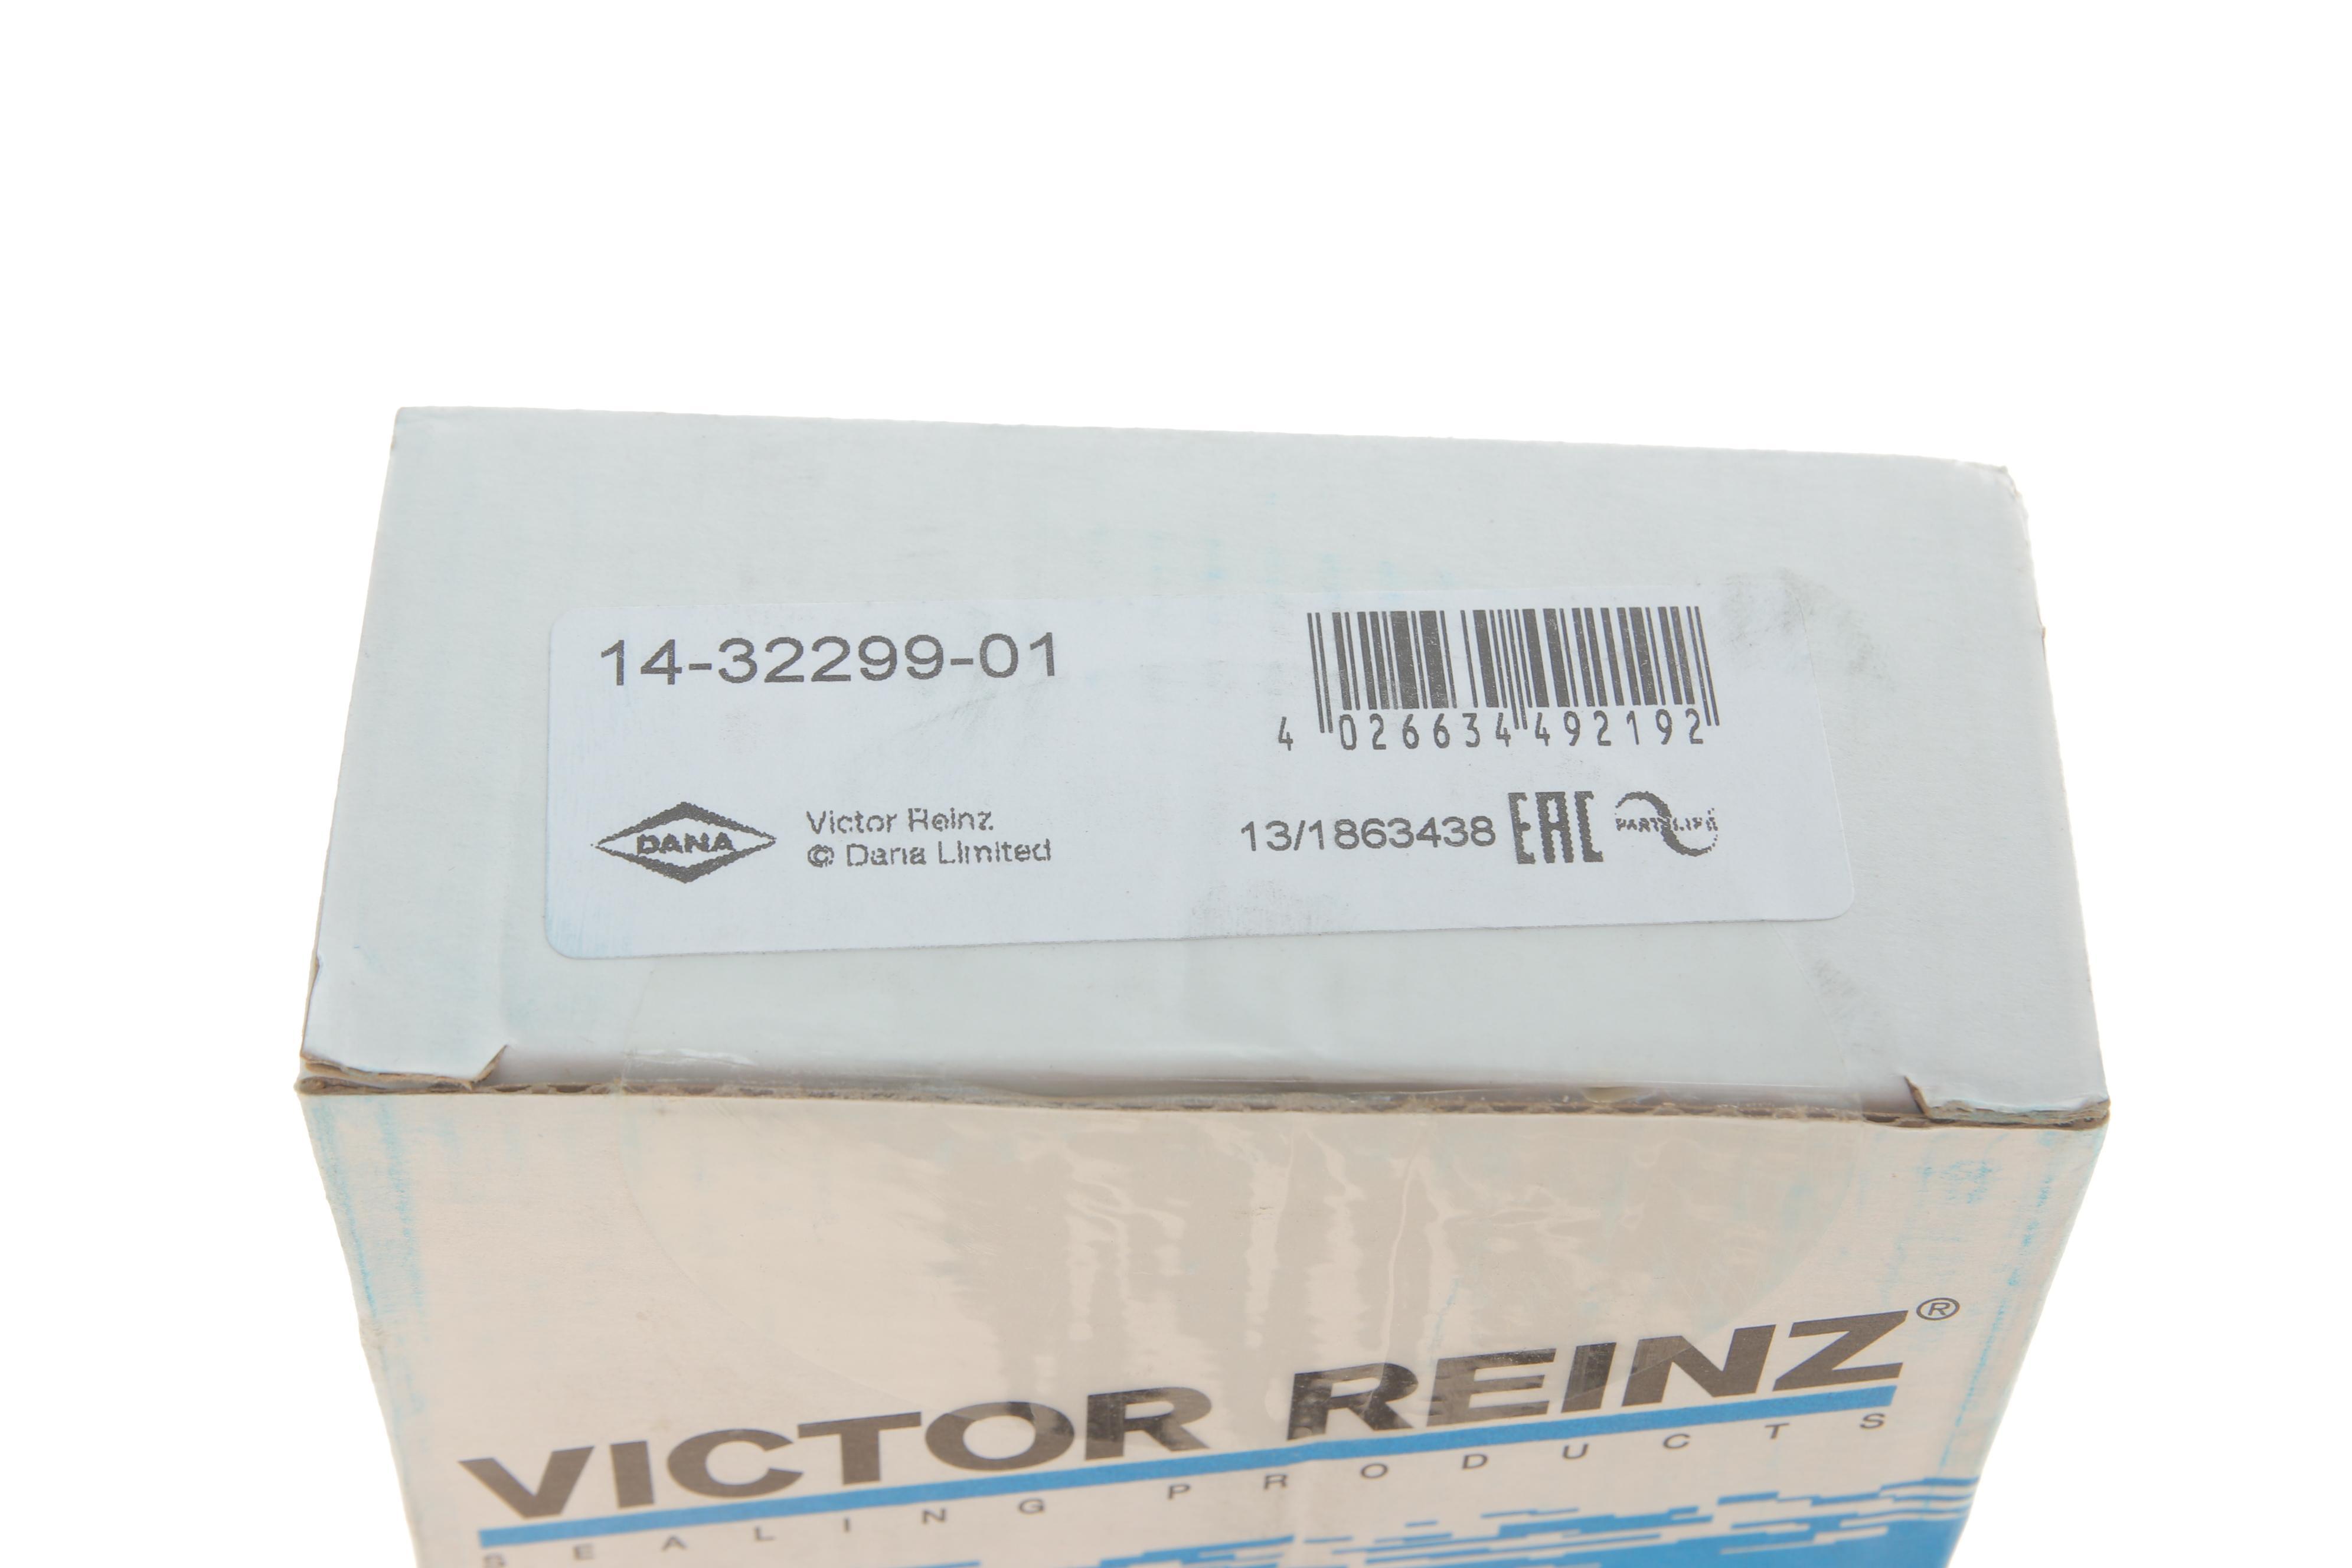 14-32299-01
4 026634 492192
DANA
Victor Reinz
© Dana Limited
13/1863438 EAC
VICTOR REINZ®
SEALING PRODUCTS